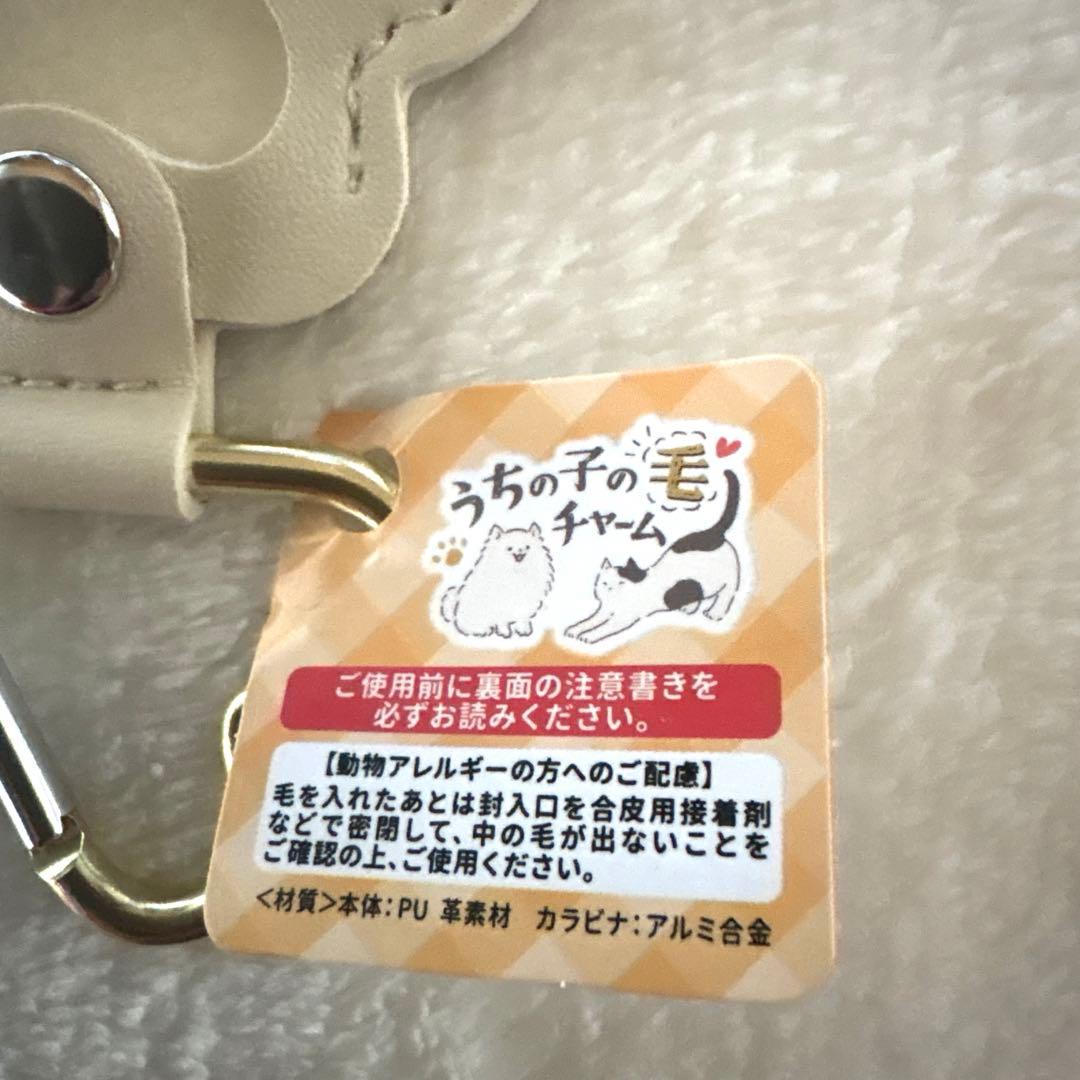 うちの子の毛
チャーム
ご使用前に裏面の注意書きを
必ずお読みください。
【動物アレルギーの方へのご配慮】
毛を入れたあとは封入口を合皮用接着剤
などで密閉して、中の毛が出ないことを
ご確認の上、ご使用ください。
<材質>本体：PU 革素材　カラビナ：アルミ合金